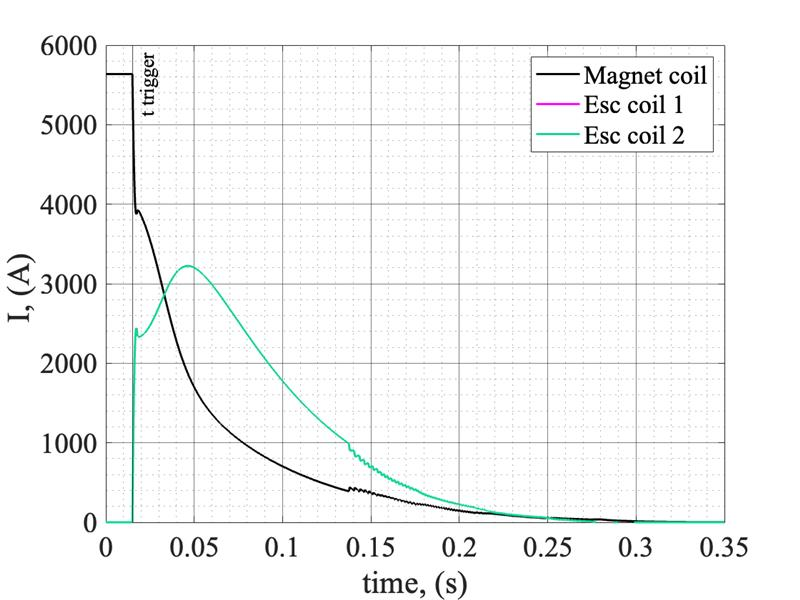 6000
5000
4000
3000
2000
1000
0
I, (A)
t trigger
Magnet coil
Esc coil 1
Esc coil 2
0 0.05 0.1 0.15 0.2 0.25 0.3 0.35
time, (s)